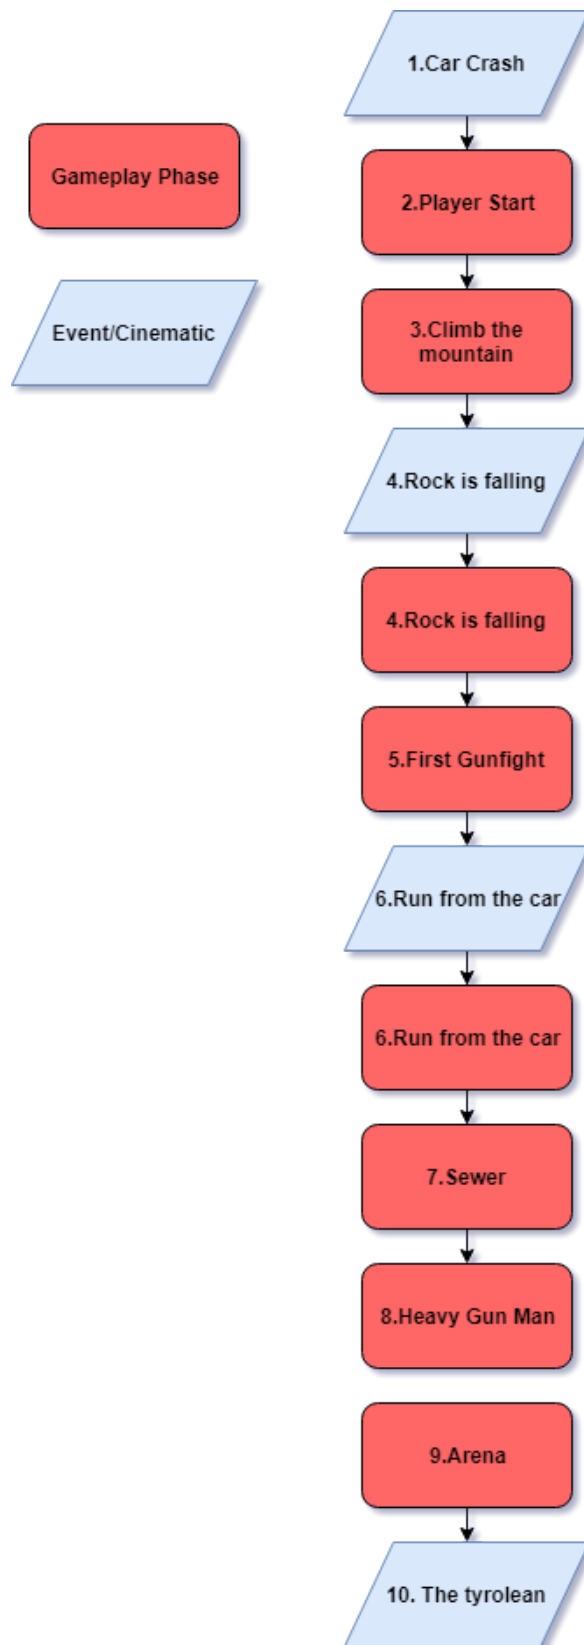 1.Car Crash
Gameplay Phase
2.Player Start
Event/Cinematic
3.Climb the
mountain
4.Rock is falling
4.Rock is falling
5.First Gunfight
6.Run from the car
6.Run from the car
7.Sewer
8.Heavy Gun Man
9.Arena
10. The tyrolean